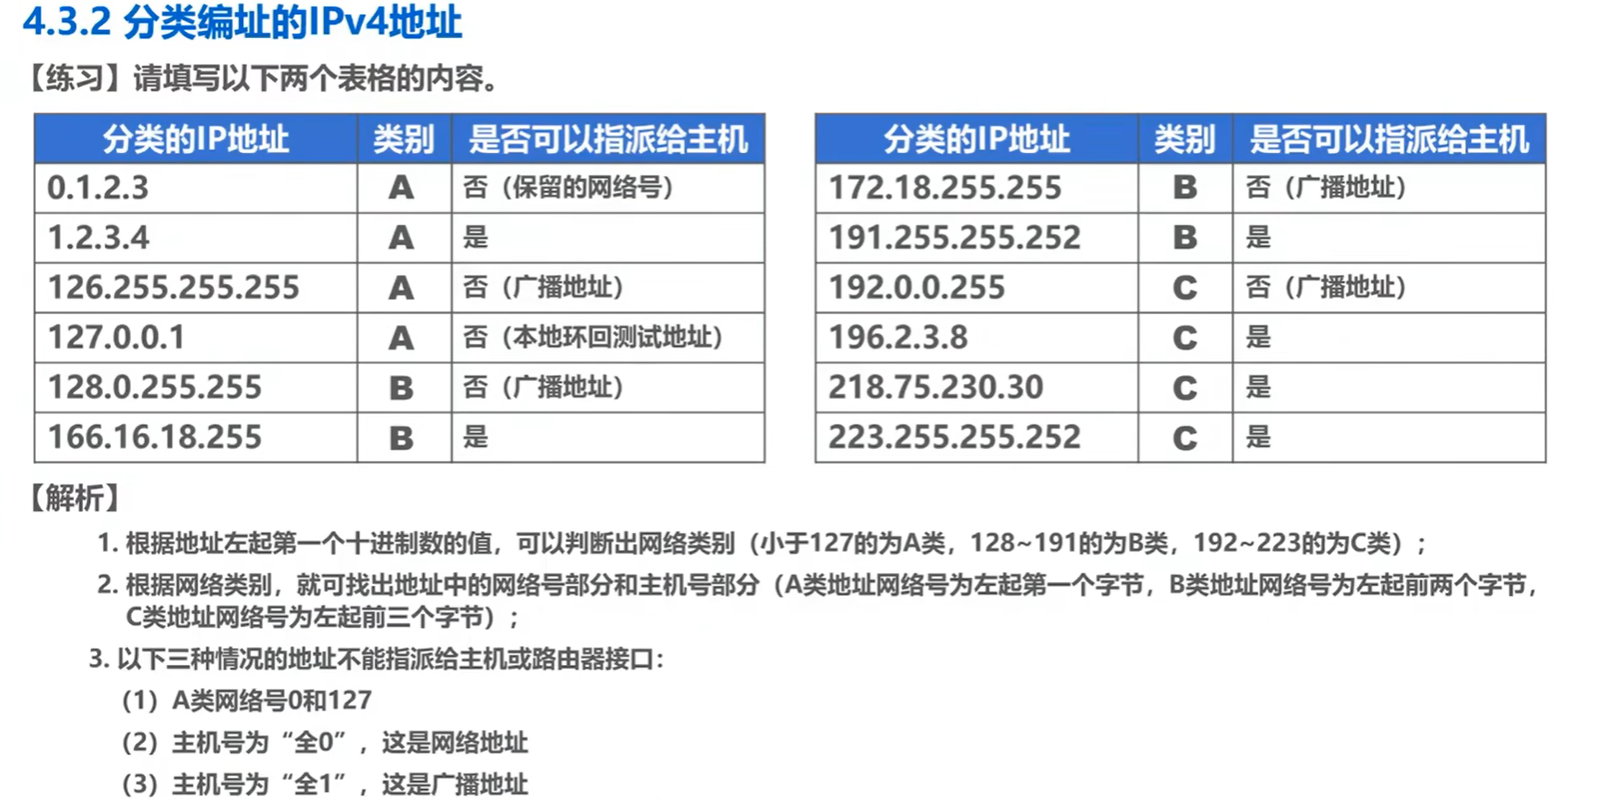 4.3.2 分类编址的IPv4地址
【练习】请填写以下两个表格的内容。
分类的IP地址 类别 是否可以指派给主机
0.1.2.3 A 否（保留的网络号）
1.2.3.4 A 是
126.255.255.255 A 否（广播地址）
127.0.0.1 A 否（本地环回测试地址）
128.0.255.255 B 否（广播地址）
166.16.18.255 B 是
分类的IP地址 类别 是否可以指派给主机
172.18.255.255 B 否（广播地址）
191.255.255.252 B 是
192.0.0.255 C 否（广播地址）
196.2.3.8 C 是
218.75.230.30 C 是
223.255.255.252 C 是
【解析】
1. 根据地址左起第一个十进制数的值，可以判断出网络类别（小于127的为A类，128~191的为B类，192~223的为C类）；
2. 根据网络类别，就可找出地址中的网络号部分和主机号部分（A类地址网络号为左起第一个字节，B类地址网络号为左起前两个字节，
C类地址网络号为左起前三个字节）；
3. 以下三种情况的地址不能指派给主机或路由器接口：
（1）A类网络号0和127
（2）主机号为“全0”，这是网络地址
（3）主机号为“全1”，这是广播地址